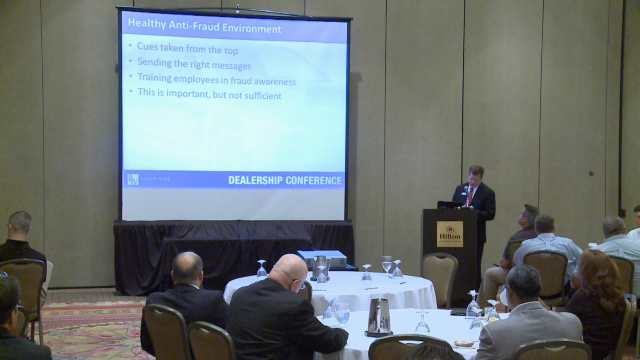 Healthy Anti-Fraud Environment
• Cues taken from the top
• Sending the right messages
• Training employees in fraud awareness
• This is important, but not sufficient
DEALERSHIP CONFERENCE
Hilton